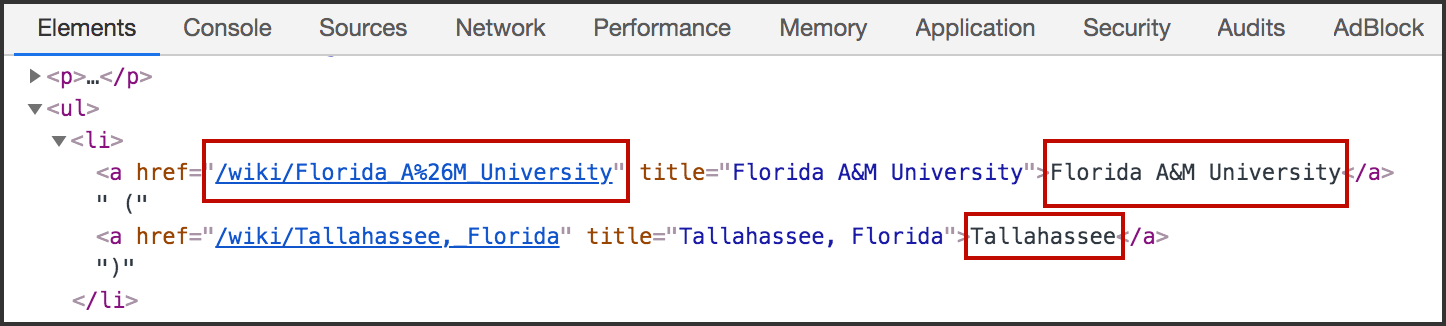 Elements Console Sources Network Performance Memory Application Security Audits AdBlock
<p>…</p>
<ul>
<li>
<a href="/wiki/Florida_A%26M_University" title="Florida A&M University">Florida A&M University</a>
" ("
<a href="/wiki/Tallahassee,_Florida" title="Tallahassee, Florida">Tallahassee</a>
")"
</li>